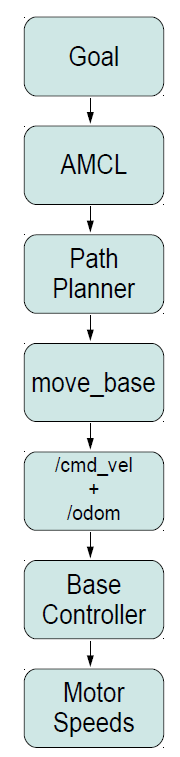 Goal
AMCL
Path
Planner
move_base
/cmd_vel
+
/odom
Base
Controller
Motor
Speeds